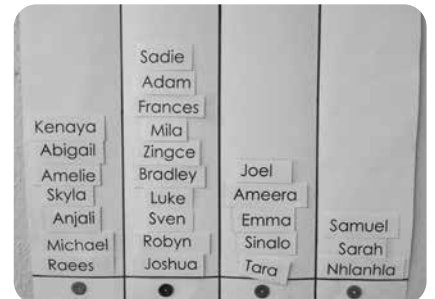 Kenaya
Abigail
Amelie
Skyla
Anjali
Michael
Raees
Sadie
Adam
Frances
Mila
Zingce
Bradley
Luke
Sven
Robyn
Joshua
Joel
Ameera
Emma
Sinalo
Tara
Samuel
Sarah
Nhlanhla